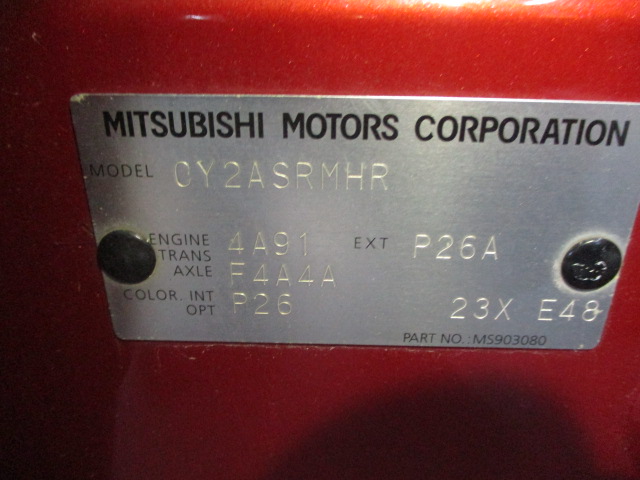 MITSUBISHI MOTORS CORPORATION
MODEL CY2ASRMHR
ENGINE 4A91 EXT P26A
TRANS AXLE F4A4A
COLOR. INT OPT P26 23X E48
PART NO.: MS903080